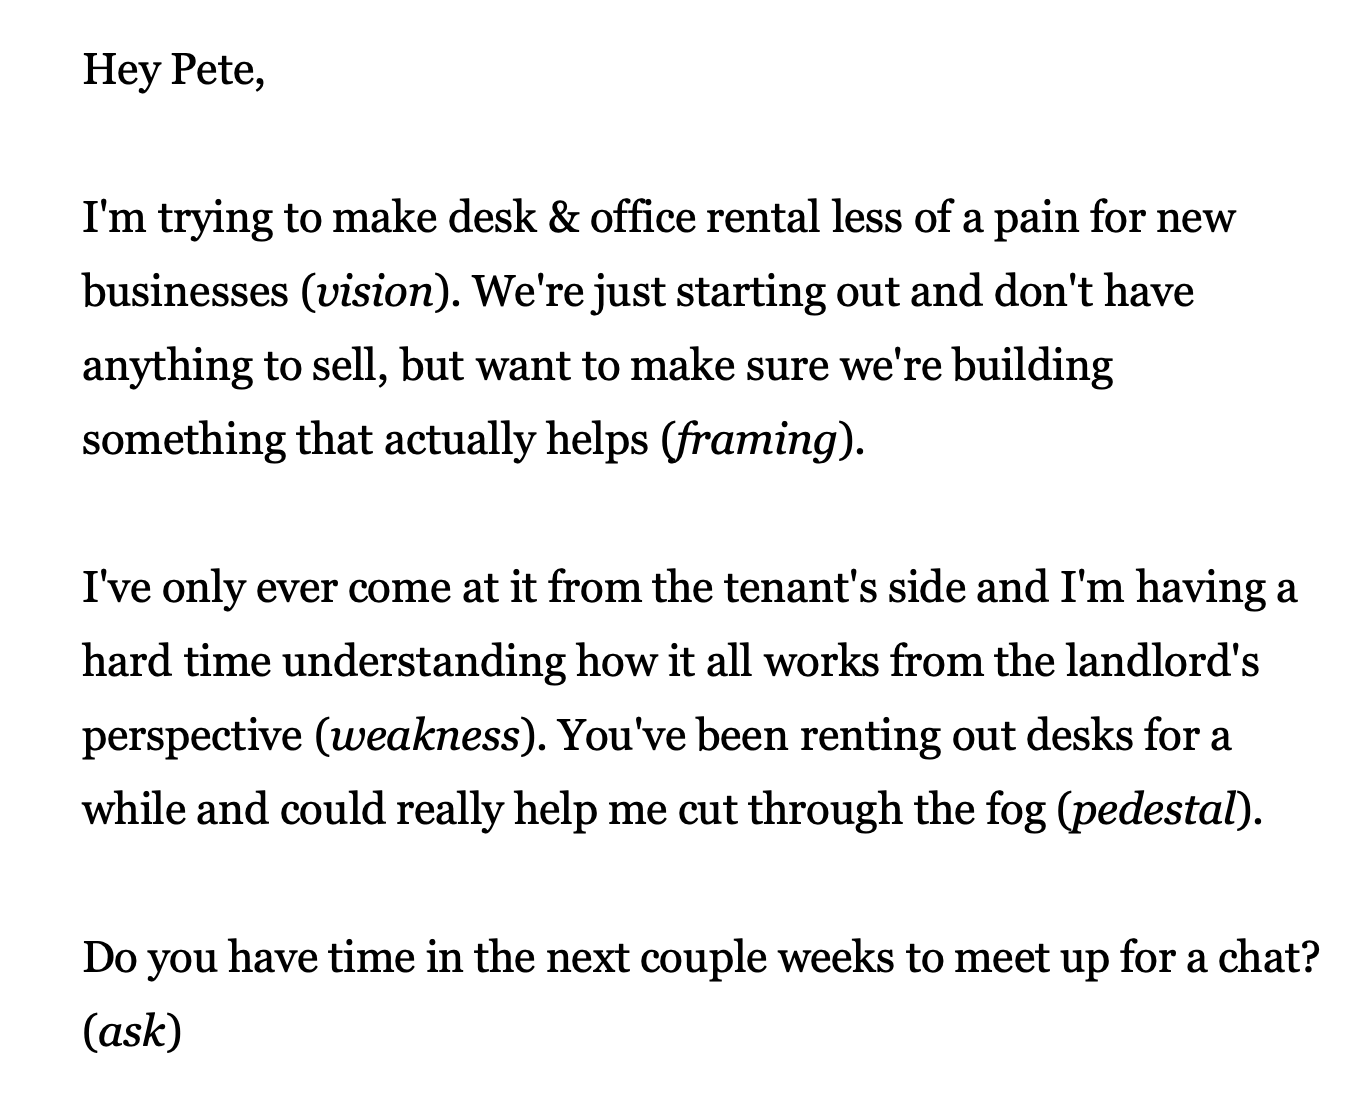 Hey Pete,
I'm trying to make desk & office rental less of a pain for new
businesses (vision). We're just starting out and don't have
anything to sell, but want to make sure we're building
something that actually helps (framing).
I've only ever come at it from the tenant's side and I'm having a
hard time understanding how it all works from the landlord's
perspective (weakness). You've been renting out desks for a
while and could really help me cut through the fog (pedestal).
Do you have time in the next couple weeks to meet up for a chat?
(ask)